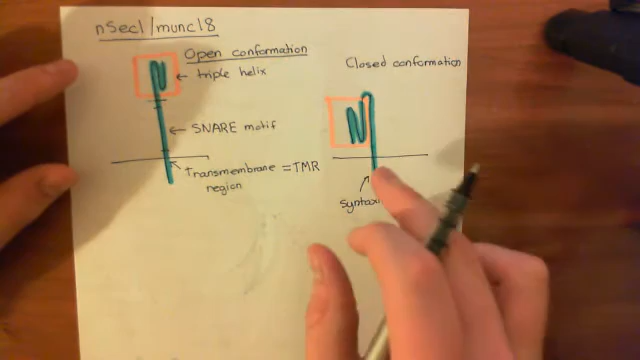 nSec1/munc18
Open conformation
triple helix
Closed conformation
SNARE motif
Transmembrane = TMR
region